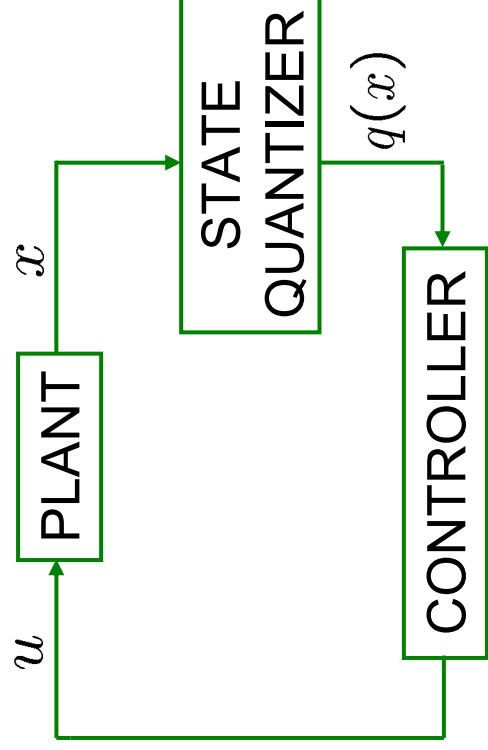 u
PLANT
x
STATE
QUANTIZER
q(x)
CONTROLLER